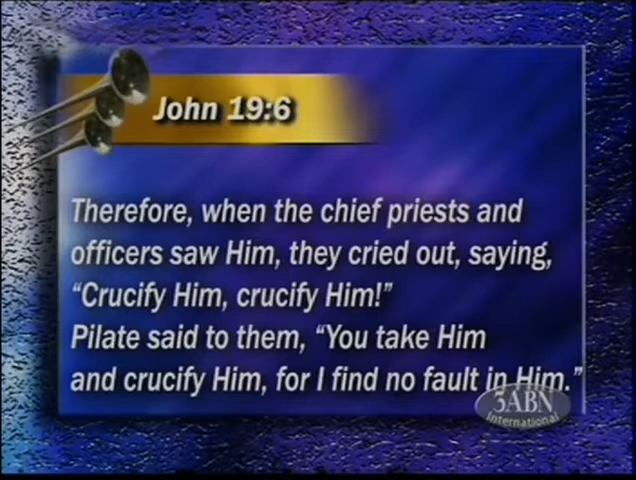 John 19:6
Therefore, when the chief priests and
officers saw Him, they cried out, saying,
“Crucify Him, crucify Him!”
Pilate said to them, “You take Him
and crucify Him, for I find no fault in Him.”
3ABN
International